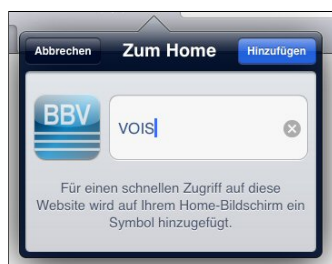 Abbrechen Zum Home Hinzufügen
BBV VOIS
Für einen schnellen Zugriff auf diese
Website wird auf Ihrem Home-Bildschirm ein
Symbol hinzugefügt.